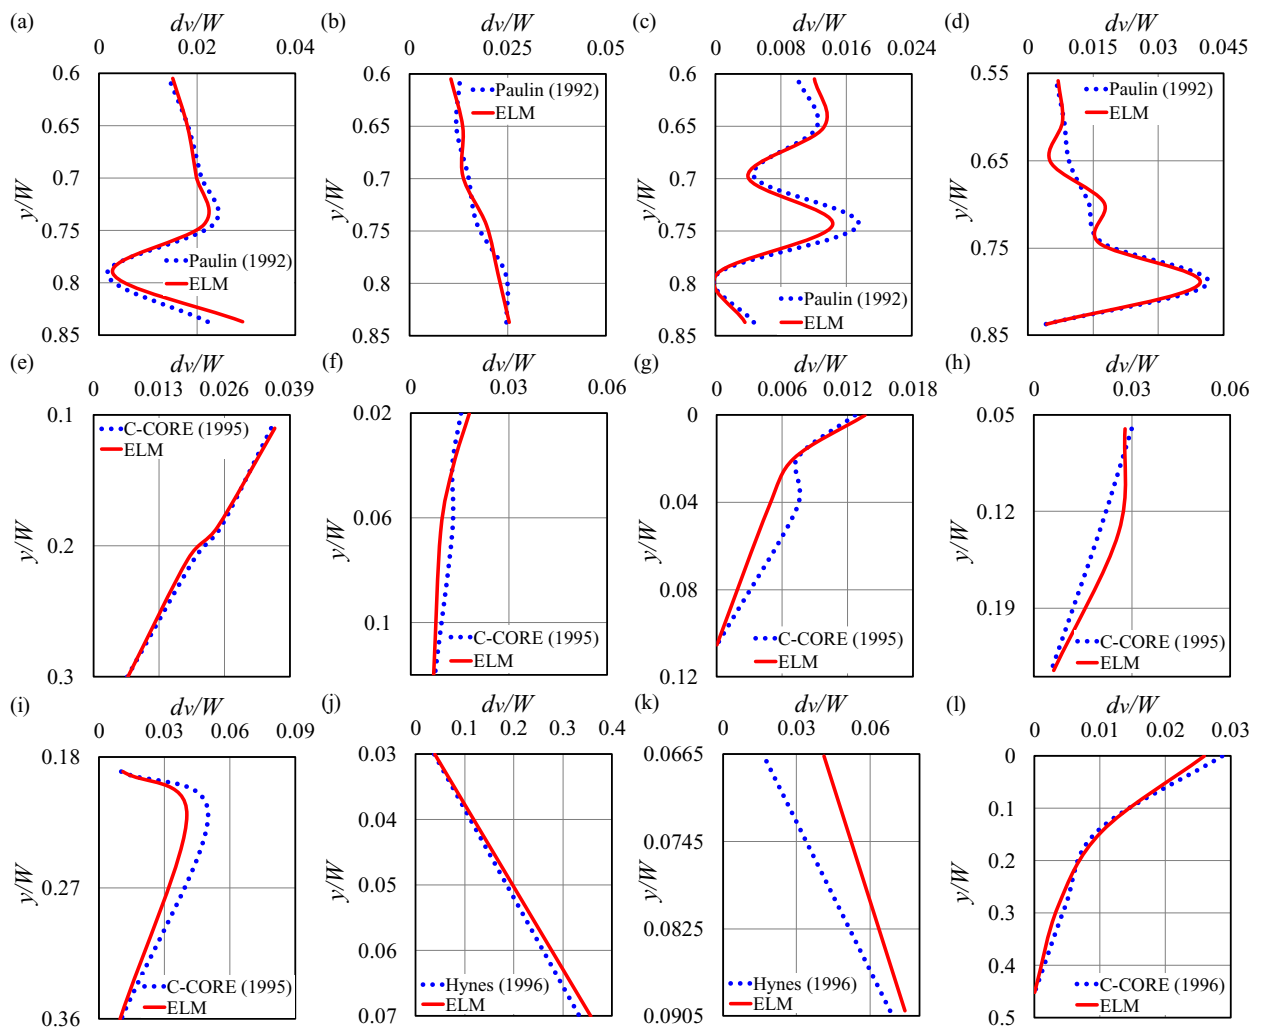 (a) dv/W
0 0.02 0.04
0.6
0.65
0.7
0.75
0.8
0.85
y/W
Paulin (1992)
ELM
(b) dv/W
0 0.025 0.05
0.6
0.65
0.7
0.75
0.8
0.85
y/W
Paulin (1992)
ELM
(c) dv/W
0 0.008 0.016 0.024
0.6
0.65
0.7
0.75
0.8
0.85
y/W
Paulin (1992)
ELM
(d) dv/W
0 0.015 0.03 0.045
0.55
0.65
0.75
0.85
y/W
Paulin (1992)
ELM
(e) dv/W
0 0.013 0.026 0.039
0.1
0.2
0.3
y/W
C-CORE (1995)
ELM
(f) dv/W
0 0.03 0.06
0.02
0.06
0.1
y/W
C-CORE (1995)
ELM
(g) dv/W
0 0.006 0.012 0.018
0
0.04
0.08
0.12
y/W
C-CORE (1995)
ELM
(h) dv/W
0 0.03 0.06
0.05
0.12
0.19
y/W
C-CORE (1995)
ELM
(i) dv/W
0 0.03 0.06 0.09
0.18
0.27
0.36
y/W
C-CORE (1995)
ELM
(j) dv/W
0 0.1 0.2 0.3 0.4
0.03
0.04
0.05
0.06
0.07
y/W
Hynes (1996)
ELM
(k) dv/W
0 0.03 0.06
0.0665
0.0745
0.0825
0.0905
y/W
Hynes (1996)
ELM
(l) dv/W
0 0.01 0.02 0.03
0
0.1
0.2
0.3
0.4
0.5
y/W
C-CORE (1996)
ELM